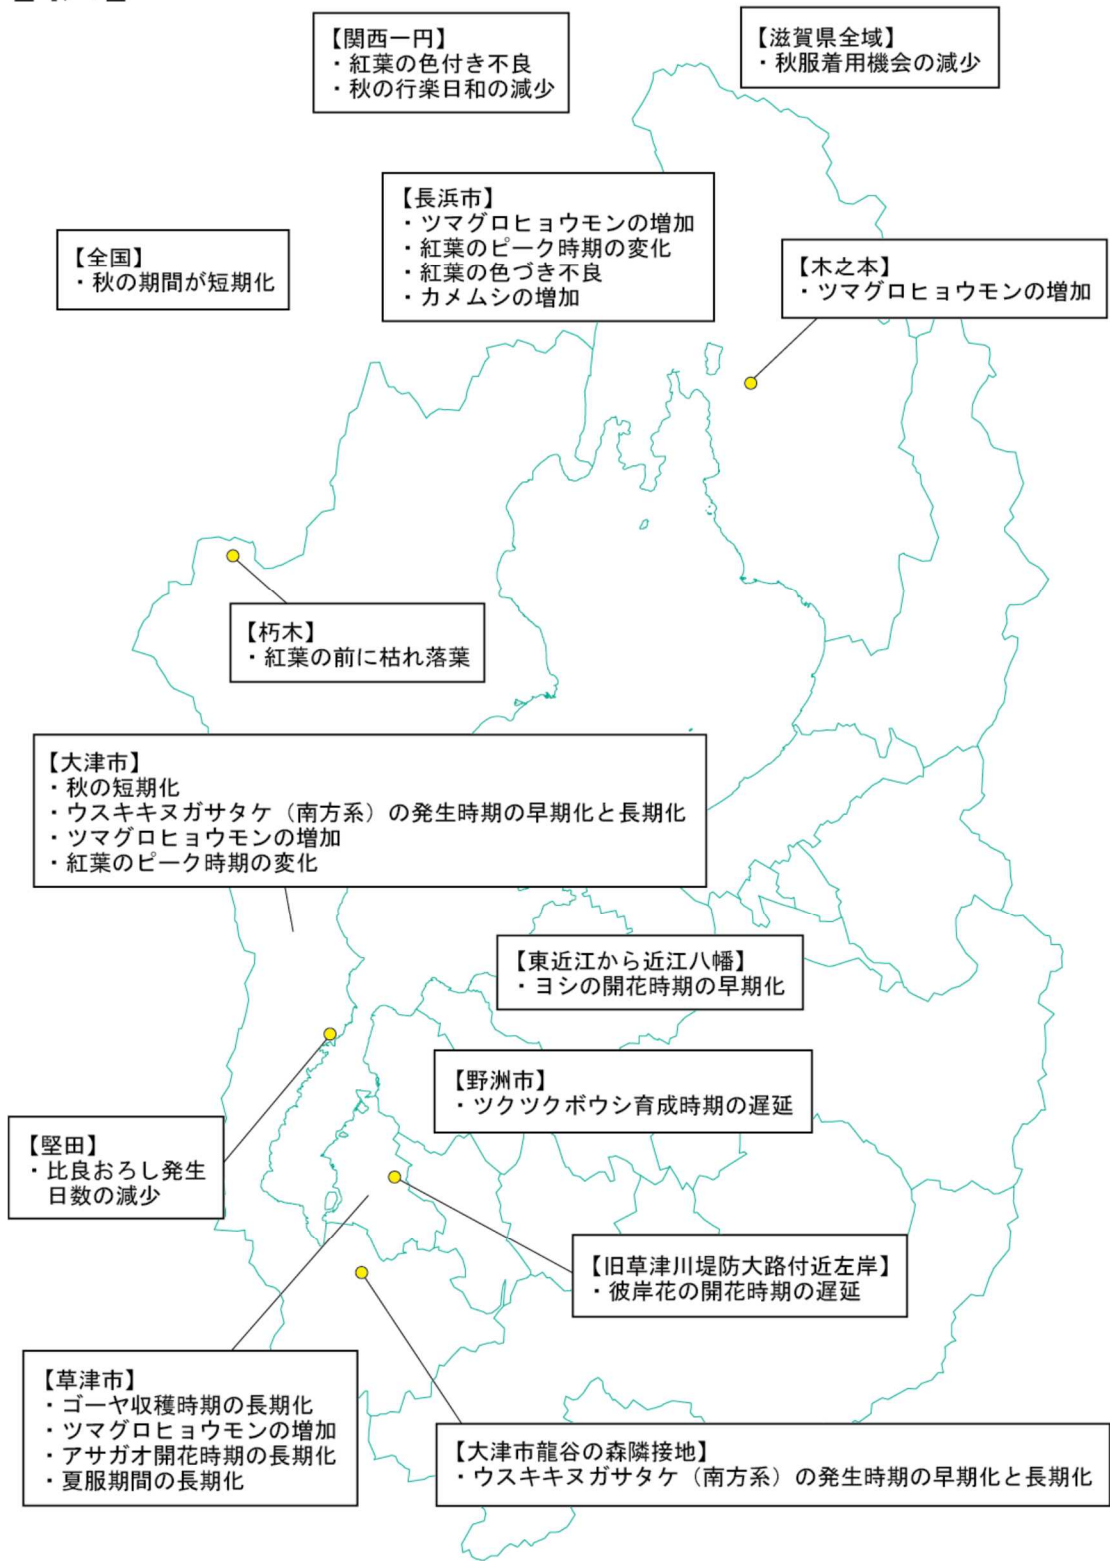 【関西一円】
・紅葉の色付き不良
・秋の行楽日和の減少
【滋賀県全域】
・秋服着用機会の減少
【長浜市】
・ツマグロヒョウモンの増加
・紅葉のピーク時期の変化
・紅葉の色づき不良
・カメムシの増加
【全国】
・秋の期間が短期化
【木之本】
・ツマグロヒョウモンの増加
【朽木】
・紅葉の前に枯れ落葉
【大津市】
・秋の短期化
・ウスキキヌガサタケ（南方系）の発生時期の早期化と長期化
・ツマグロヒョウモンの増加
・紅葉のピーク時期の変化
【東近江から近江八幡】
・ヨシの開花時期の早期化
【野洲市】
・ツクツクボウシ育成時期の遅延
【堅田】
・比良おろし発生
日数の減少
【旧草津川堤防大路付近左岸】
・彼岸花の開花時期の遅延
【草津市】
・ゴーヤ収穫時期の長期化
・ツマグロヒョウモンの増加
・アサガオ開花時期の長期化
・夏服期間の長期化
【大津市龍谷の森隣接地】
・ウスキキヌガサタケ（南方系）の発生時期の早期化と長期化